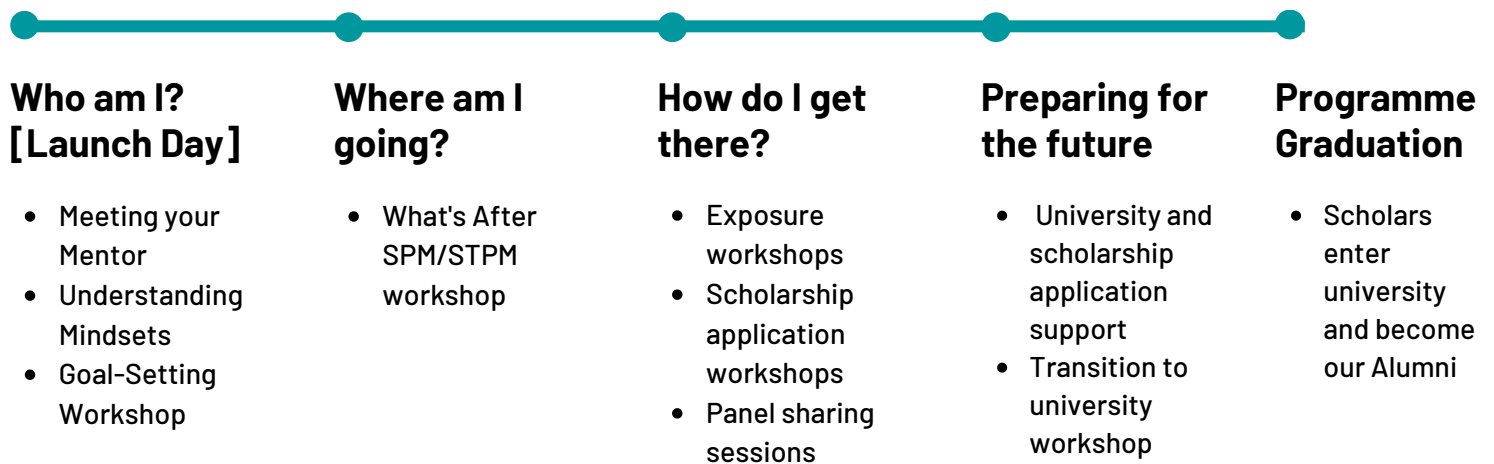 Who am I?
[Launch Day]
• Meeting your
Mentor
• Understanding
Mindsets
• Goal-Setting
Workshop
Where am I
going?
• What's After
SPM/STPM
workshop
How do I get
there?
• Exposure
workshops
• Scholarship
application
workshops
• Panel sharing
sessions
Preparing for
the future
• University and
scholarship
application
support
• Transition to
university
workshop
Programme
Graduation
• Scholars
enter
university
and become
our Alumni